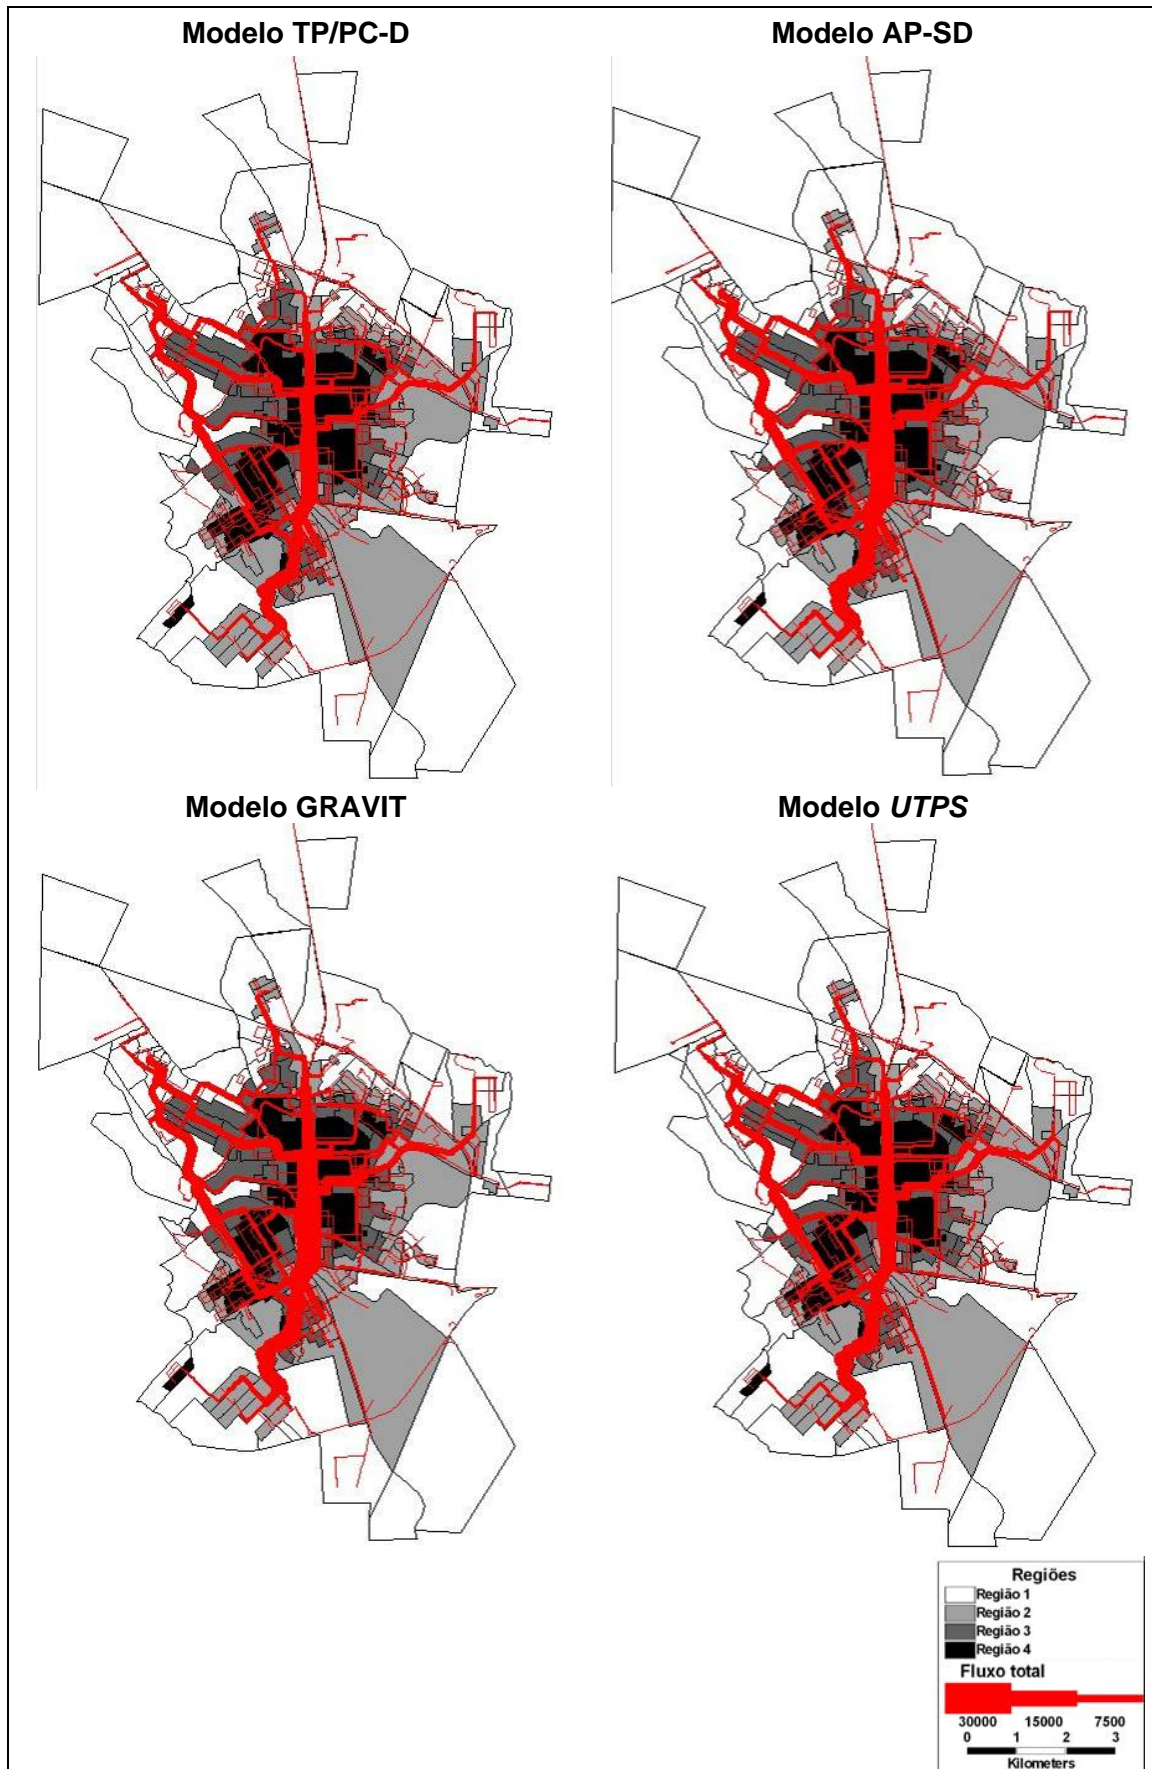 Modelo TP/PC-D
Modelo AP-SD
Modelo GRAVIT
Modelo UTPS
Regiões
Região 1
Região 2
Região 3
Região 4
Fluxo total
30000 15000 7500
0 1 2 3
Kilometers